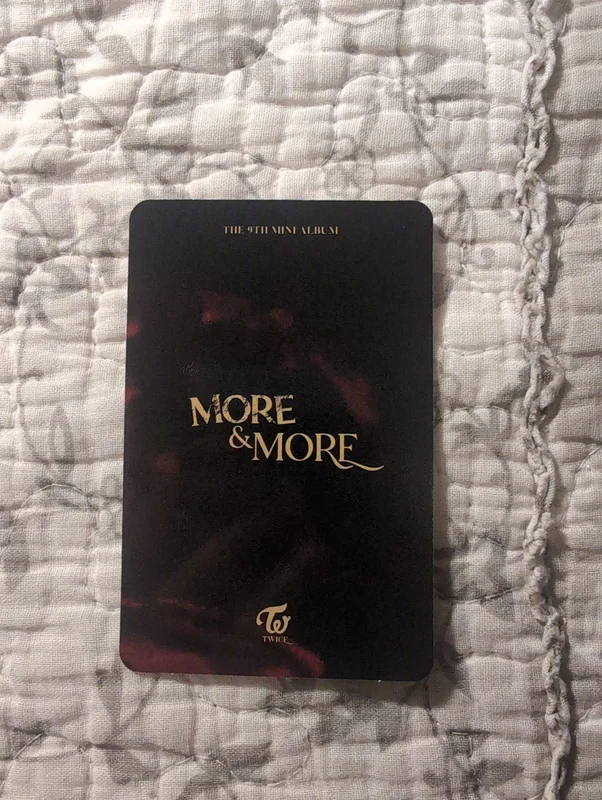 THE 9TH MINI ALBUM
MORE
&MORE
TWICE